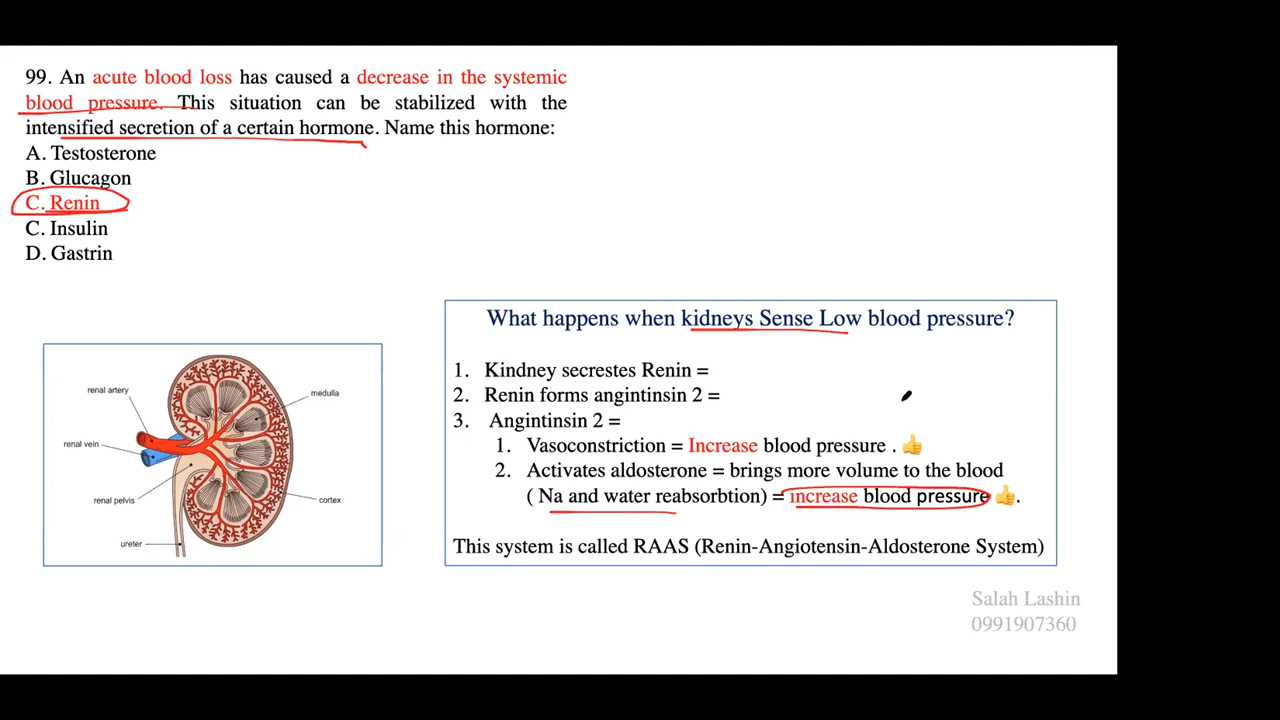 99. An acute blood loss has caused a decrease in the systemic
blood pressure. This situation can be stabilized with the
intensified secretion of a certain hormone. Name this hormone:
A. Testosterone
B. Glucagon
C. Renin
C. Insulin
D. Gastrin
renal artery
medulla
renal vein
renal pelvis
cortex
ureter
What happens when kidneys Sense Low blood pressure?
1. Kindney secrestes Renin =
2. Renin forms angintinsin 2 =
3. Angintinsin 2 =
1. Vasoconstriction = Increase blood pressure . 👍
2. Activates aldosterone = brings more volume to the blood
( Na and water reabsorbtion) = increase blood pressure 👍.
This system is called RAAS (Renin-Angiotensin-Aldosterone System)
Salah Lashin
0991907360